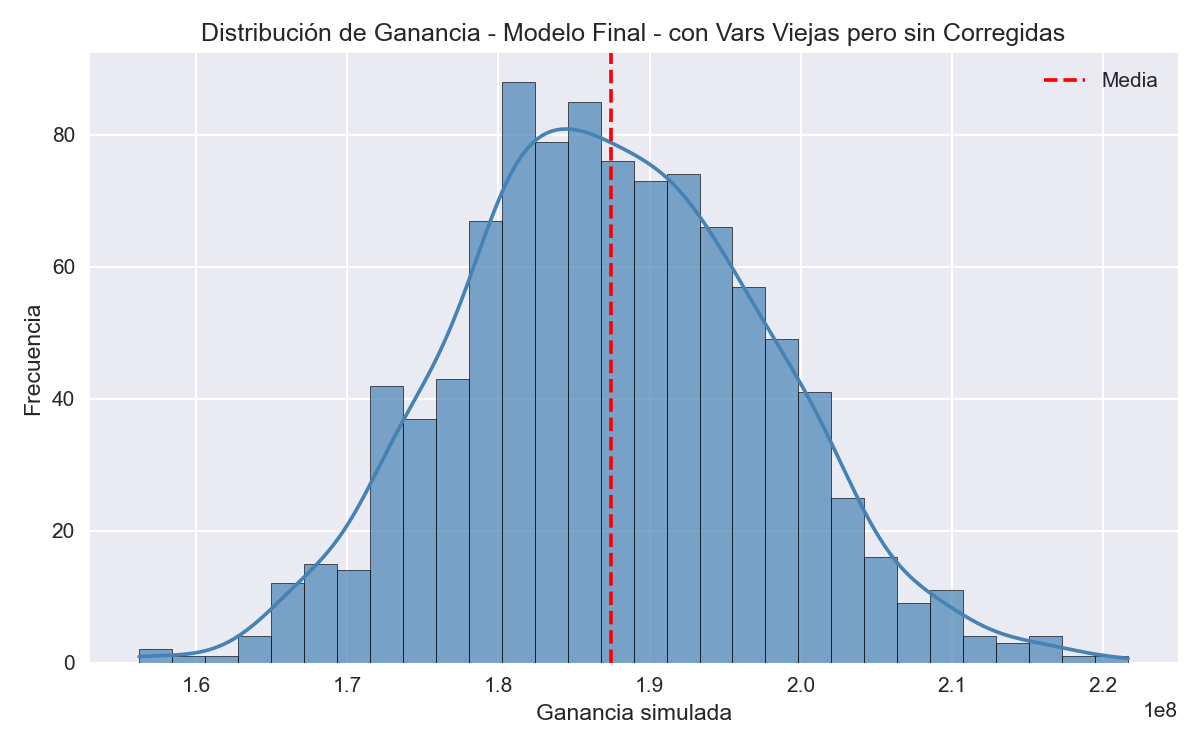 Distribución de Ganancia - Modelo Final - con Vars Viejas pero sin Corregidas
Media
Frecuencia
80
60
40
20
0
1.6 1.7 1.8 1.9 2.0 2.1 2.2
1e8
Ganancia simulada